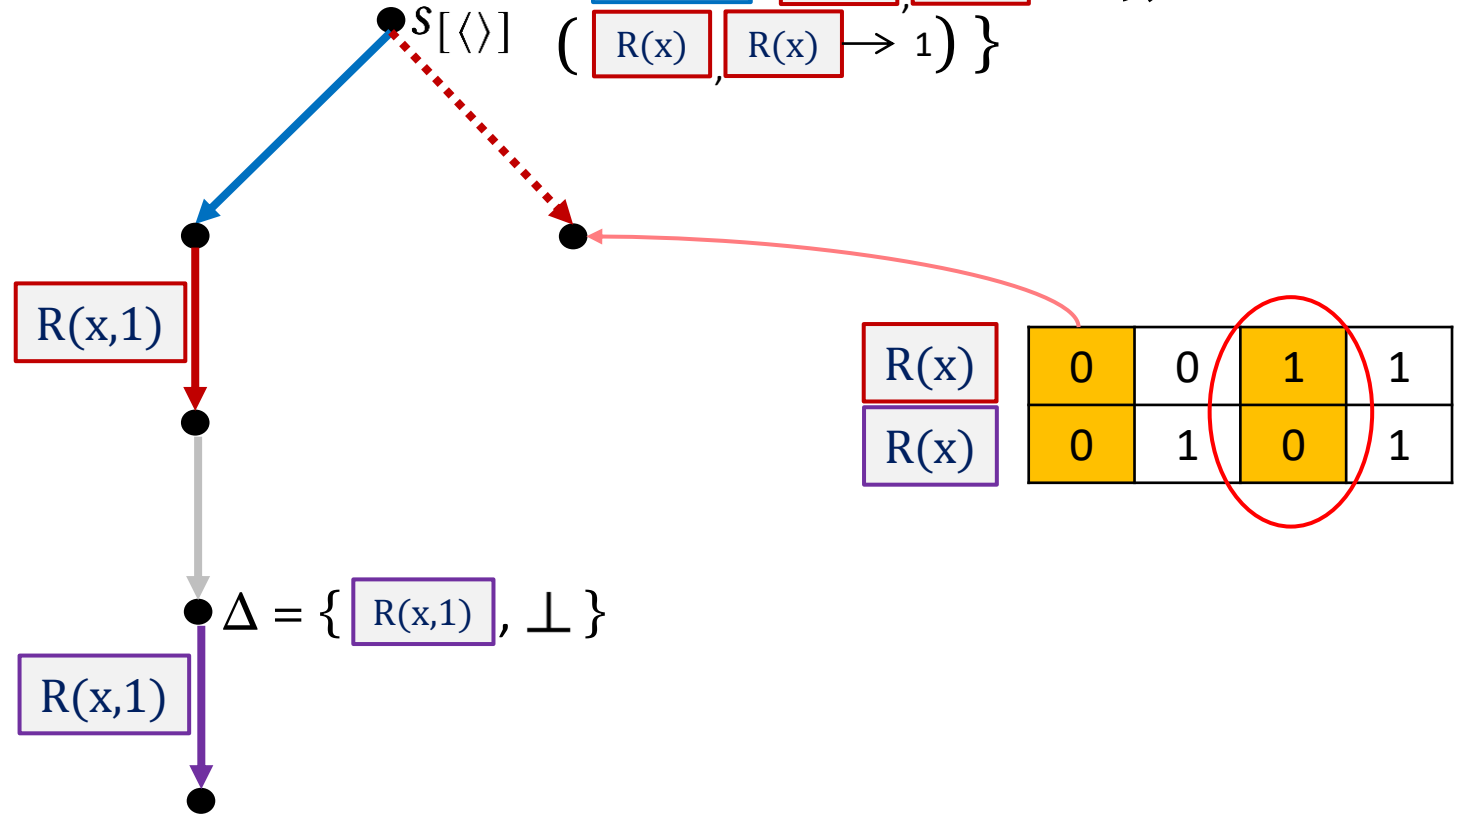 S[⟨⟩] ( R(x) , R(x) → 1 ) }
R(x,1)
R(x) 0 0 1 1
R(x) 0 1 0 1
Δ = { R(x,1) , ⊥ }
R(x,1)